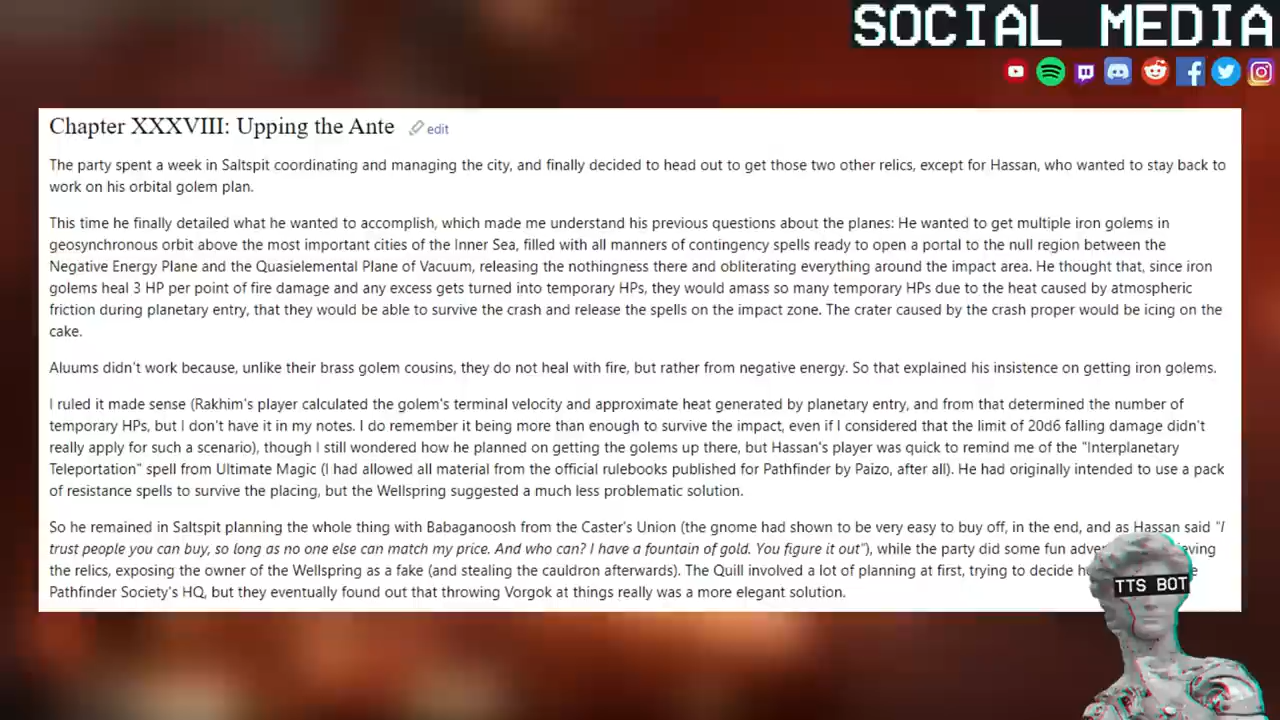 SOCIAL MEDIA
Chapter XXXVIII: Upping the Ante edit
The party spent a week in Saltspit coordinating and managing the city, and finally decided to head out to get those two other relics, except for Hassan, who wanted to stay back to
work on his orbital golem plan.
This time he finally detailed what he wanted to accomplish, which made me understand his previous questions about the planes: He wanted to get multiple iron golems in
geosynchronous orbit above the most important cities of the Inner Sea, filled with all manners of contingency spells ready to open a portal to the null region between the
Negative Energy Plane and the Quasielemental Plane of Vacuum, releasing the nothingness there and obliterating everything around the impact area. He thought that, since iron
golems heal 3 HP per point of fire damage and any excess gets turned into temporary HPs, they would amass so many temporary HPs due to the heat caused by atmospheric
friction during planetary entry, that they would be able to survive the crash and release the spells on the impact zone. The crater caused by the crash proper would be icing on the
cake.
Aluums didn't work because, unlike their brass golem cousins, they do not heal with fire, but rather from negative energy. So that explained his insistence on getting iron golems.
I ruled it made sense (Rakhim's player calculated the golem's terminal velocity and approximate heat generated by planetary entry, and from that determined the number of
temporary HPs, but I don't have it in my notes. I do remember it being more than enough to survive the impact, even if I considered that the limit of 20d6 falling damage didn't
really apply for such a scenario), though I still wondered how he planned on getting the golems up there, but Hassan's player was quick to remind me of the "Interplanetary
Teleportation" spell from Ultimate Magic (I had allowed all material from the official rulebooks published for Pathfinder by Paizo, after all). He had originally intended to use a pack
of resistance spells to survive the placing, but the Wellspring suggested a much less problematic solution.
So he remained in Saltspit planning the whole thing with Babaganoosh from the Caster's Union (the gnome had shown to be very easy to buy off, in the end, and as Hassan said "I
trust people you can buy, so long as no one else can match my price. And who can? I have a fountain of gold. You figure it out"), while the party did some fun
the relics, exposing the owner of the Wellspring as a fake (and stealing the cauldron afterwards). The Quill involved a lot of planning at first, trying to decide
Pathfinder Society's HQ, but they eventually found out that throwing Vorgok at things really was a more elegant solution.
TTS BOT